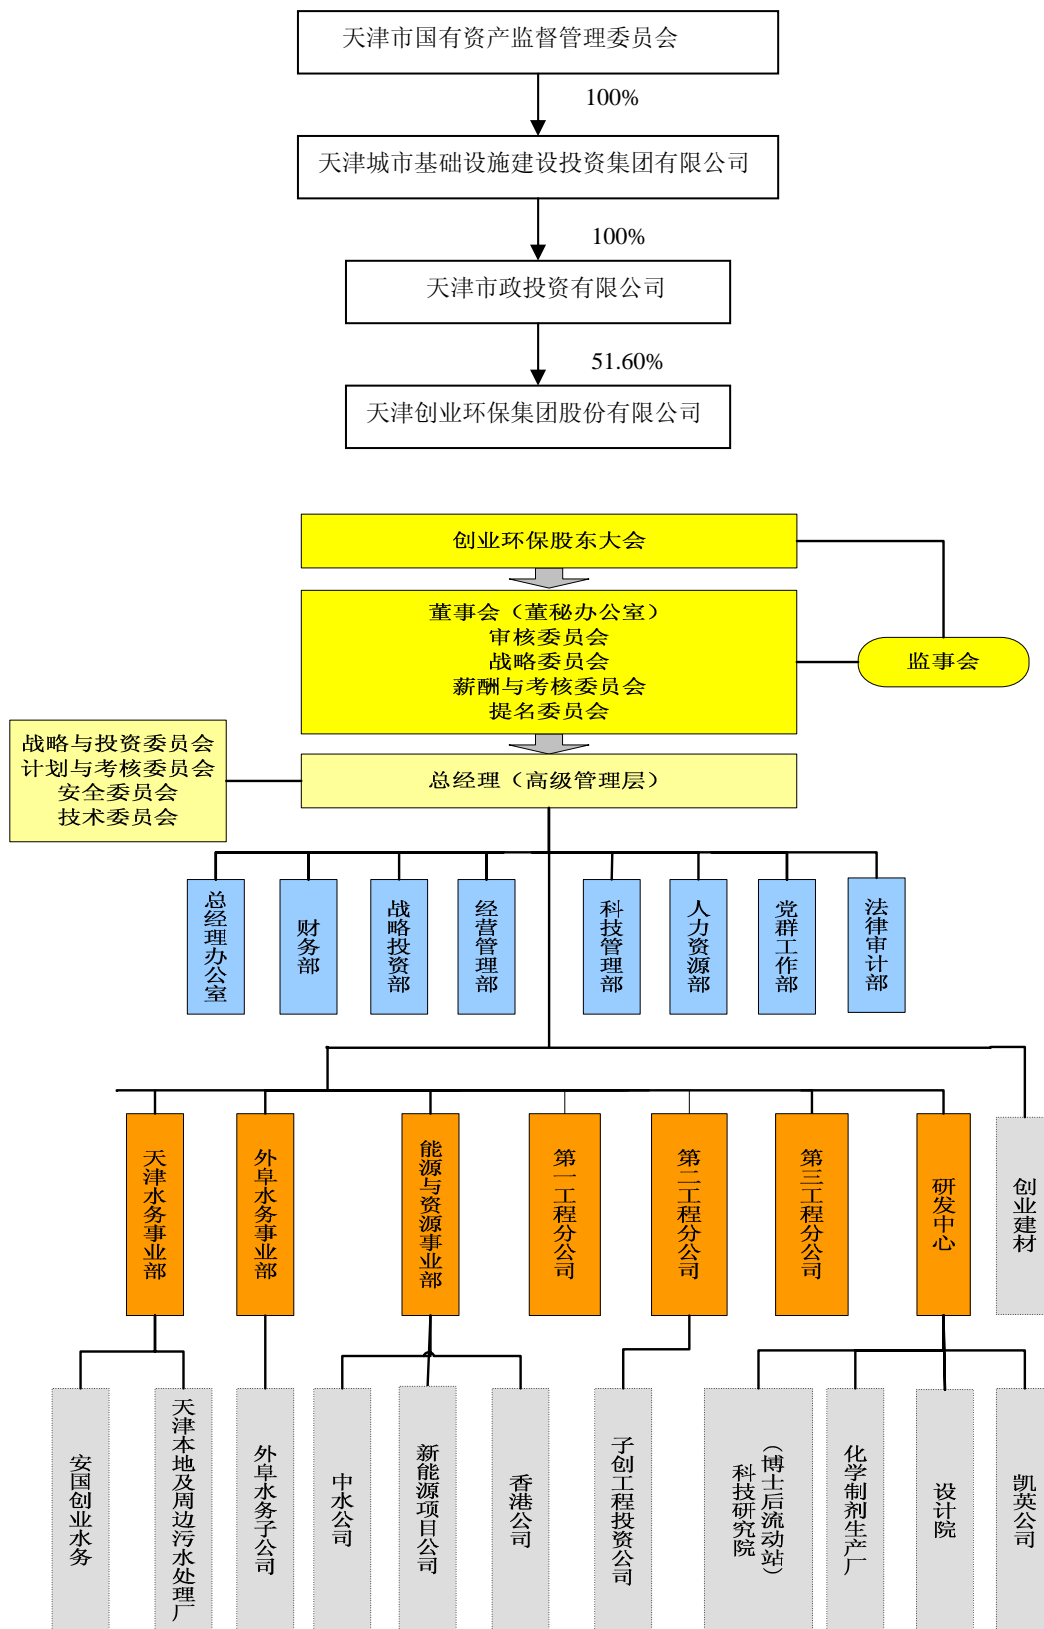 天津市国有资产监督管理委员会
100%
天津城市基础设施建设投资集团有限公司
100%
天津市政投资有限公司
51.60%
天津创业环保集团股份有限公司
创业环保股东大会
董事会（董秘办公室）
审核委员会
战略委员会
薪酬与考核委员会
提名委员会
监事会
战略与投资委员会
计划与考核委员会
安全委员会
技术委员会
总经理（高级管理层）
总经理办公室
财务部
战略投资部
经营管理部
科技管理部
人力资源部
党群工作部
法律审计部
天津水务事业部
外阜水务事业部
能源与资源事业部
第一工程分公司
第二工程分公司
第三工程分公司
研发中心
创业建材
安国创业水务
天津本地及周边污水处理厂
外阜水务子公司
中水公司
新能源项目公司
香港公司
子创工程投资公司
（博士后流动站）
科技研究院
化学制剂生产厂
设计院
凯英公司